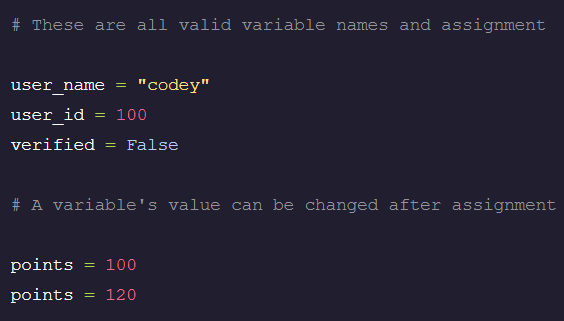 # These are all valid variable names and assignment
user_name = "codey"
user_id = 100
verified = False
# A variable's value can be changed after assignment
points = 100
points = 120